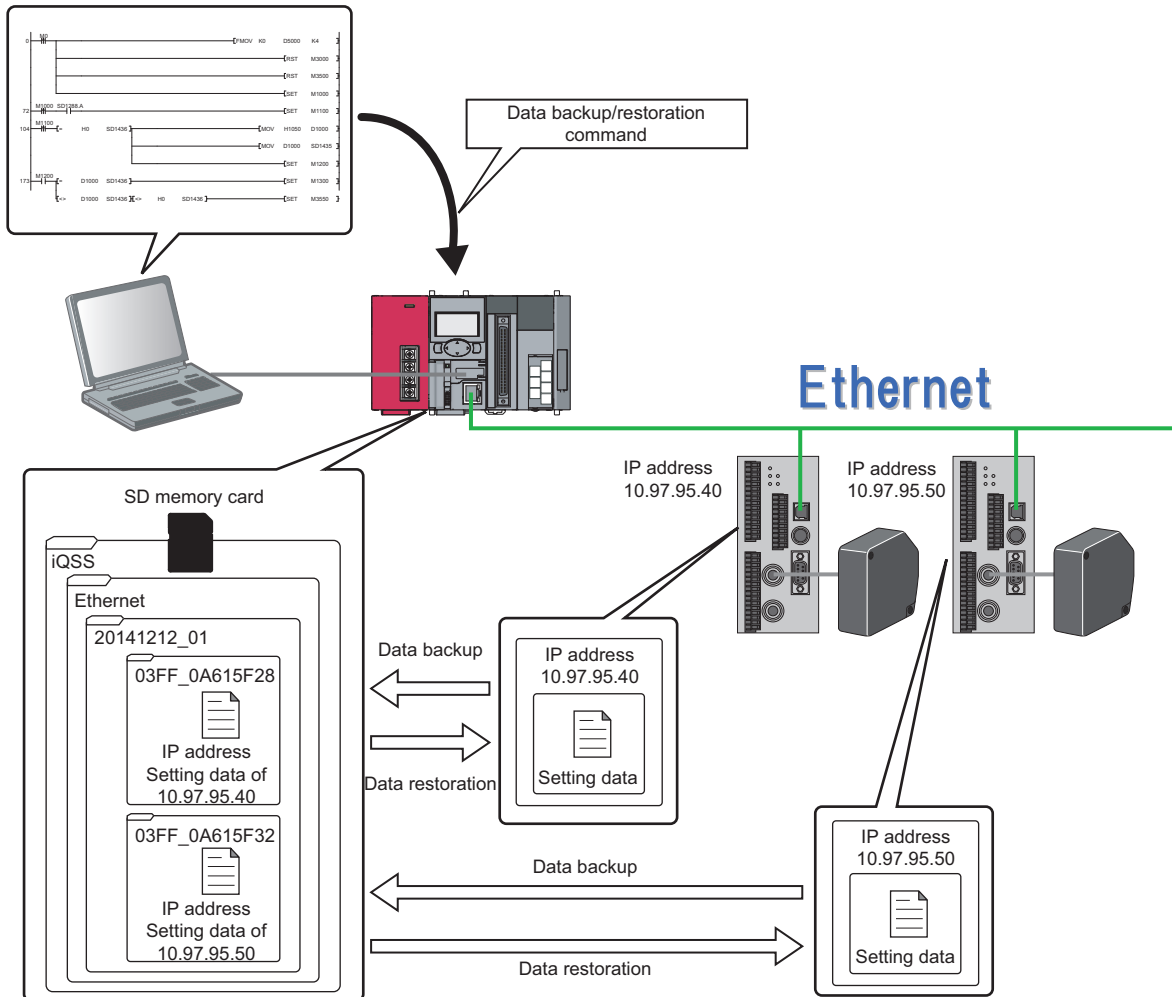 M0
0 FMOV K0 D5000 K4
RST M3000
RST M3500
SET M1000
M1000 SD1288.A
72 SET M1100
M1100
104 = H0 SD1436 MOV H1050 D1000
MOV D1000 SD1435
SET M1200
M1200
173 = D1000 SD1436 SET M1300
<> D1000 SD1436 <> H0 SD1436 SET M3550
Data backup/restoration
command
Ethernet
IP address
10.97.95.40
IP address
10.97.95.50
SD memory card
iQSS
Ethernet
20141212_01
03FF_0A615F28
IP address
Setting data of
10.97.95.40
03FF_0A615F32
IP address
Setting data of
10.97.95.50
Data backup
Data restoration
IP address
10.97.95.40
Setting data
Data backup
Data restoration
IP address
10.97.95.50
Setting data